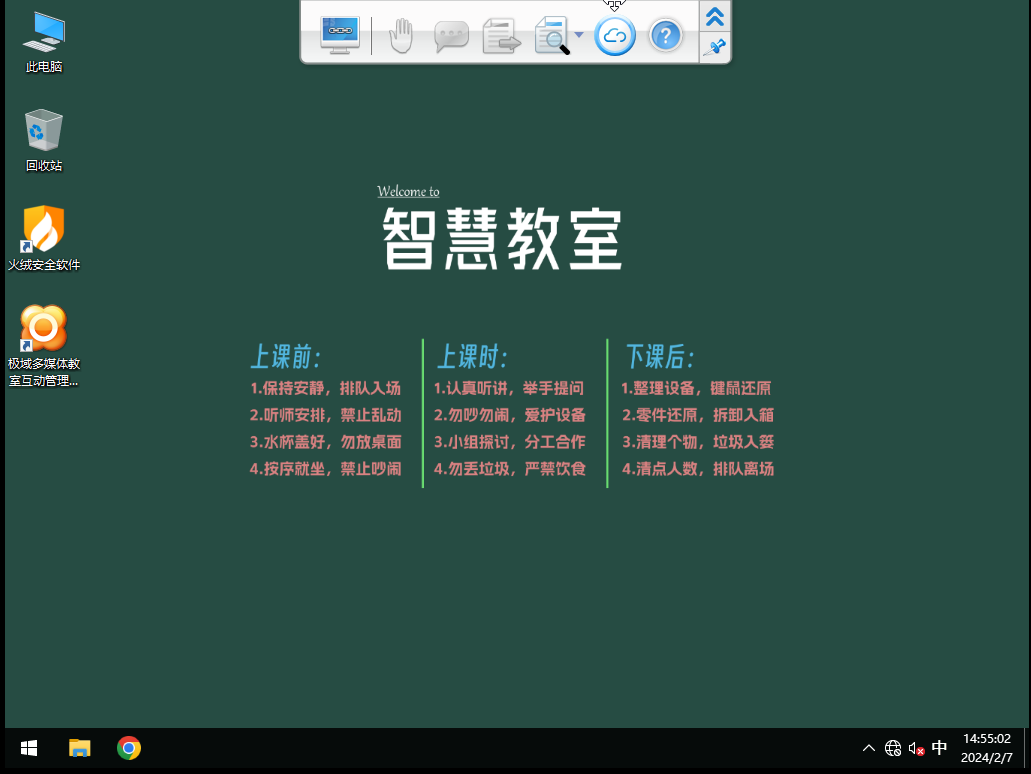 此电脑
回收站
火绒安全软件
极域多媒体教
室互动管理...
Welcome to
智慧教室
上课前：
1.保持安静，排队入场
2.听师安排，禁止乱动
3.水杯盖好，勿放桌面
4.按序就坐，禁止吵闹
上课时：
1.认真听讲，举手提问
2.勿吵勿闹，爱护设备
3.小组探讨，分工合作
4.勿丢垃圾，严禁饮食
下课后：
1.整理设备，键鼠还原
2.零件还原，拆卸入箱
3.清理个物，垃圾入篓
4.清点人数，排队离场
中
14:55:02
2024/2/7